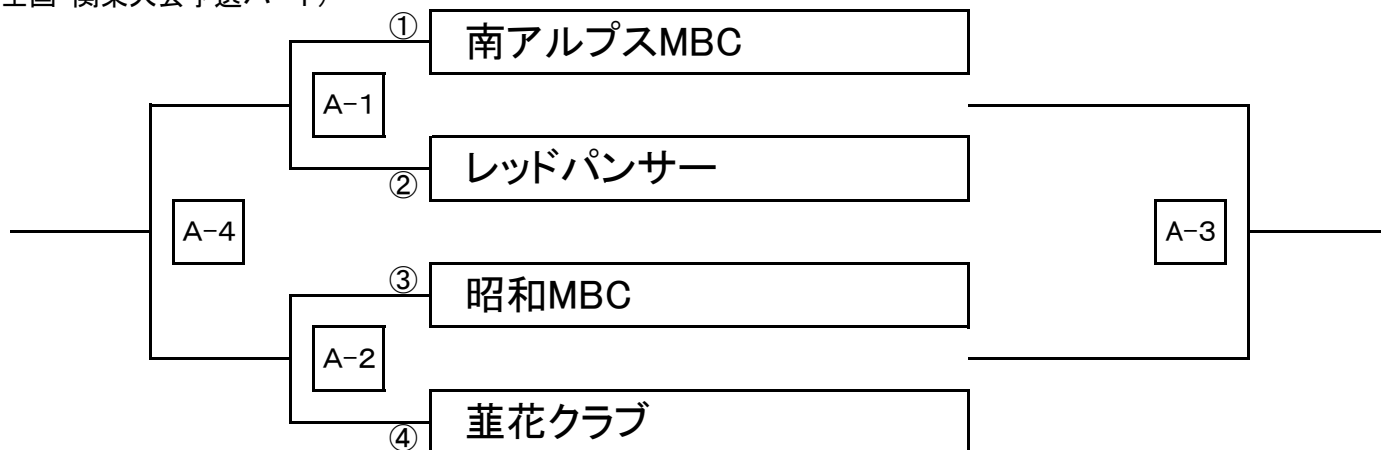 ① 南アルプスMBC
A-1
② レッドパンサー
A-4
A-3
③ 昭和MBC
A-2
④ 韮花クラブ